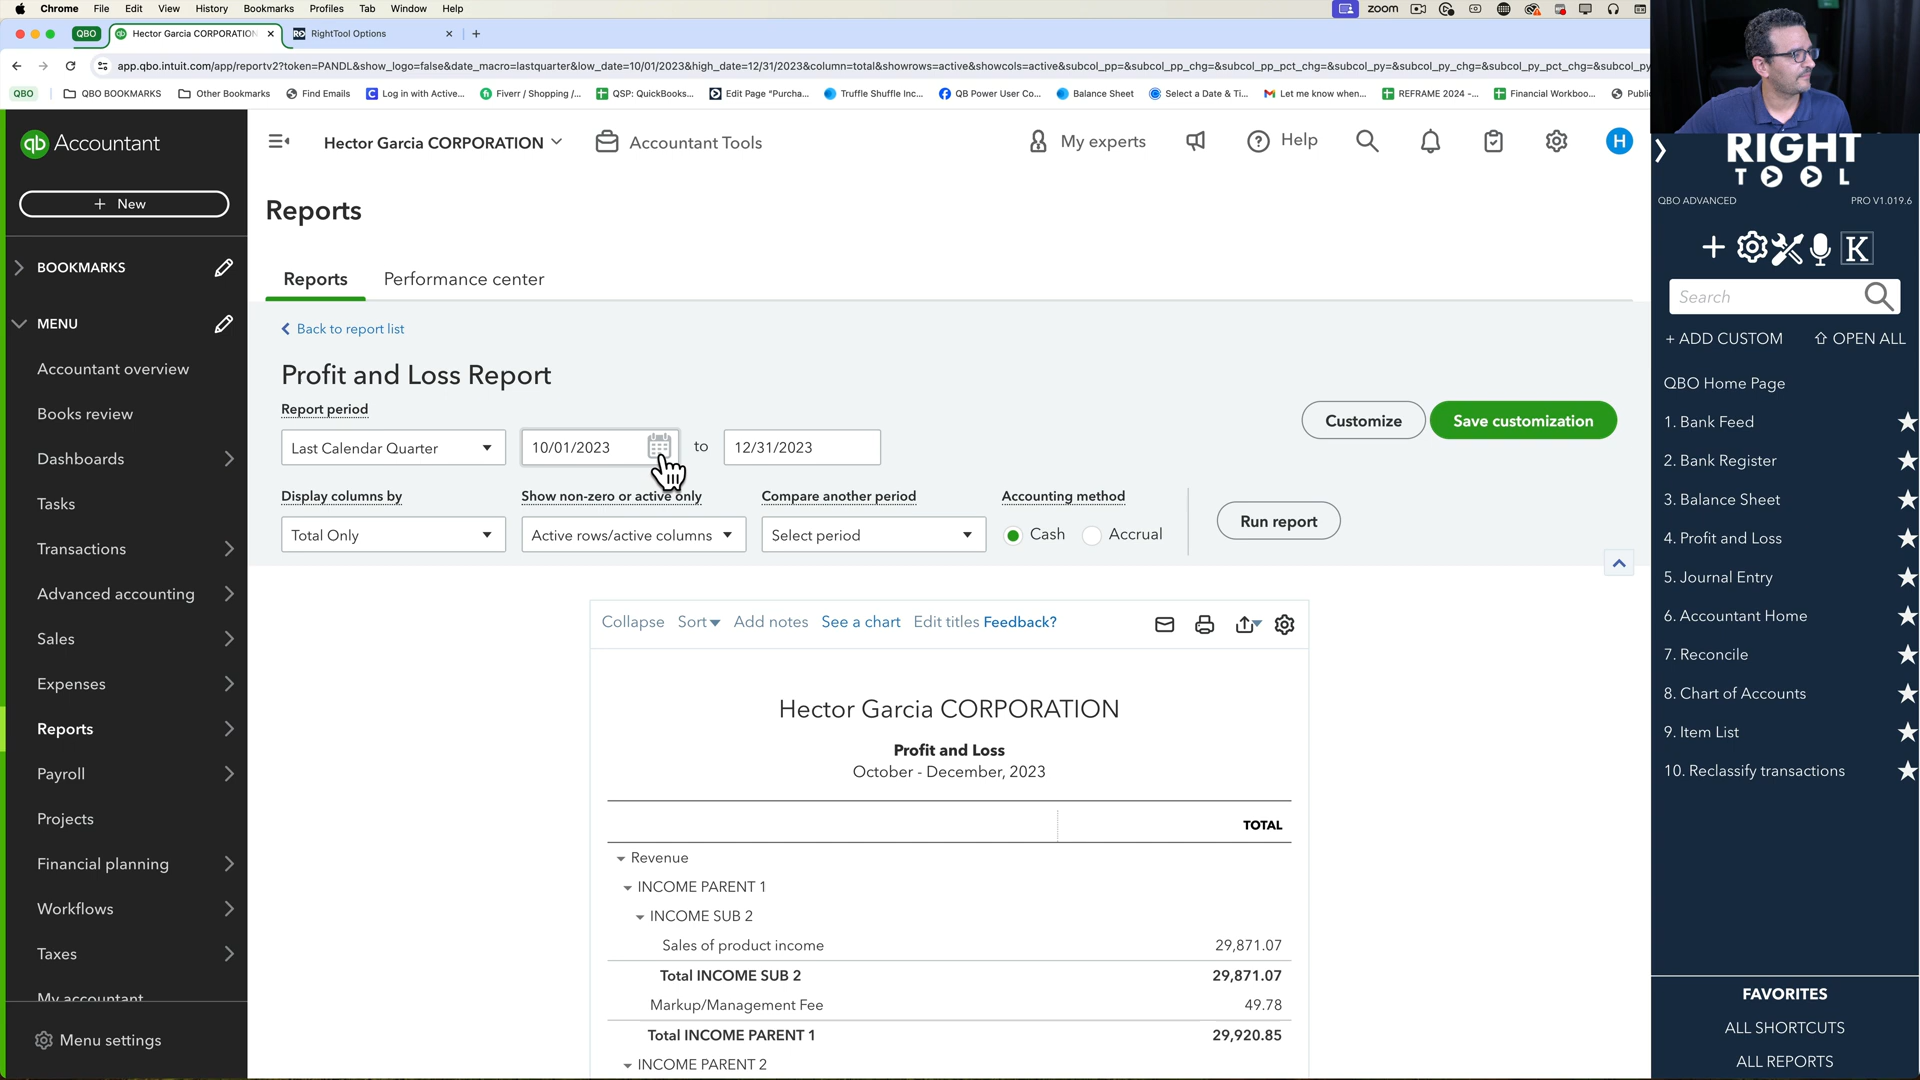 Chrome File Edit View History Bookmarks Profiles Tab Window Help zoom
QBO Hector Garcia CORPORATION RightTool Options
app.qbo.intuit.com/app/reportv2?token=PANDL&show_logo=false&date_macro=lastquarter&low_date=10/01/2023&high_date=12/31/2023&column=total&showrows=active&showcols=active&subcol_pp=&subcol_pp_chg=&subcol_pp_pct_chg=&subcol_py=&subcol_py_chg=&subcol_py_pct_chg=&subcol_py
QBO QBO BOOKMARKS Other Bookmarks Find Emails Log in with Active... Fiverr / Shopping /... QSP: QuickBooks... Edit Page "Purcha... Truffle Shuffle Inc... QB Power User Co... Balance Sheet Select a Date & Ti... Let me know when... REFRAME 2024 -... Financial Workboo... Public
qb Accountant
Hector Garcia CORPORATION Accountant Tools My experts Help H
+ New
BOOKMARKS
MENU
Accountant overview
Books review
Dashboards
Tasks
Transactions
Advanced accounting
Sales
Expenses
Reports
Payroll
Projects
Financial planning
Workflows
Taxes
My accountant
Menu settings
Reports
Reports Performance center
Back to report list
Profit and Loss Report
Report period
Last Calendar Quarter 10/01/2023 to 12/31/2023
Customize Save customization
Display columns by Show non-zero or active only Compare another period Accounting method
Total Only Active rows/active columns Select period Cash Accrual Run report
Collapse Sort Add notes See a chart Edit titles Feedback?
Hector Garcia CORPORATION
Profit and Loss
October - December, 2023
TOTAL
Revenue
INCOME PARENT 1
INCOME SUB 2
Sales of product income 29,871.07
Total INCOME SUB 2 29,871.07
Markup/Management Fee 49.78
Total INCOME PARENT 1 29,920.85
INCOME PARENT 2
RIGHT
TOOL
QBO ADVANCED PRO V1.019.6
K
Search
+ ADD CUSTOM OPEN ALL
QBO Home Page
1. Bank Feed
2. Bank Register
3. Balance Sheet
4. Profit and Loss
5. Journal Entry
6. Accountant Home
7. Reconcile
8. Chart of Accounts
9. Item List
10. Reclassify transactions
FAVORITES
ALL SHORTCUTS
ALL REPORTS